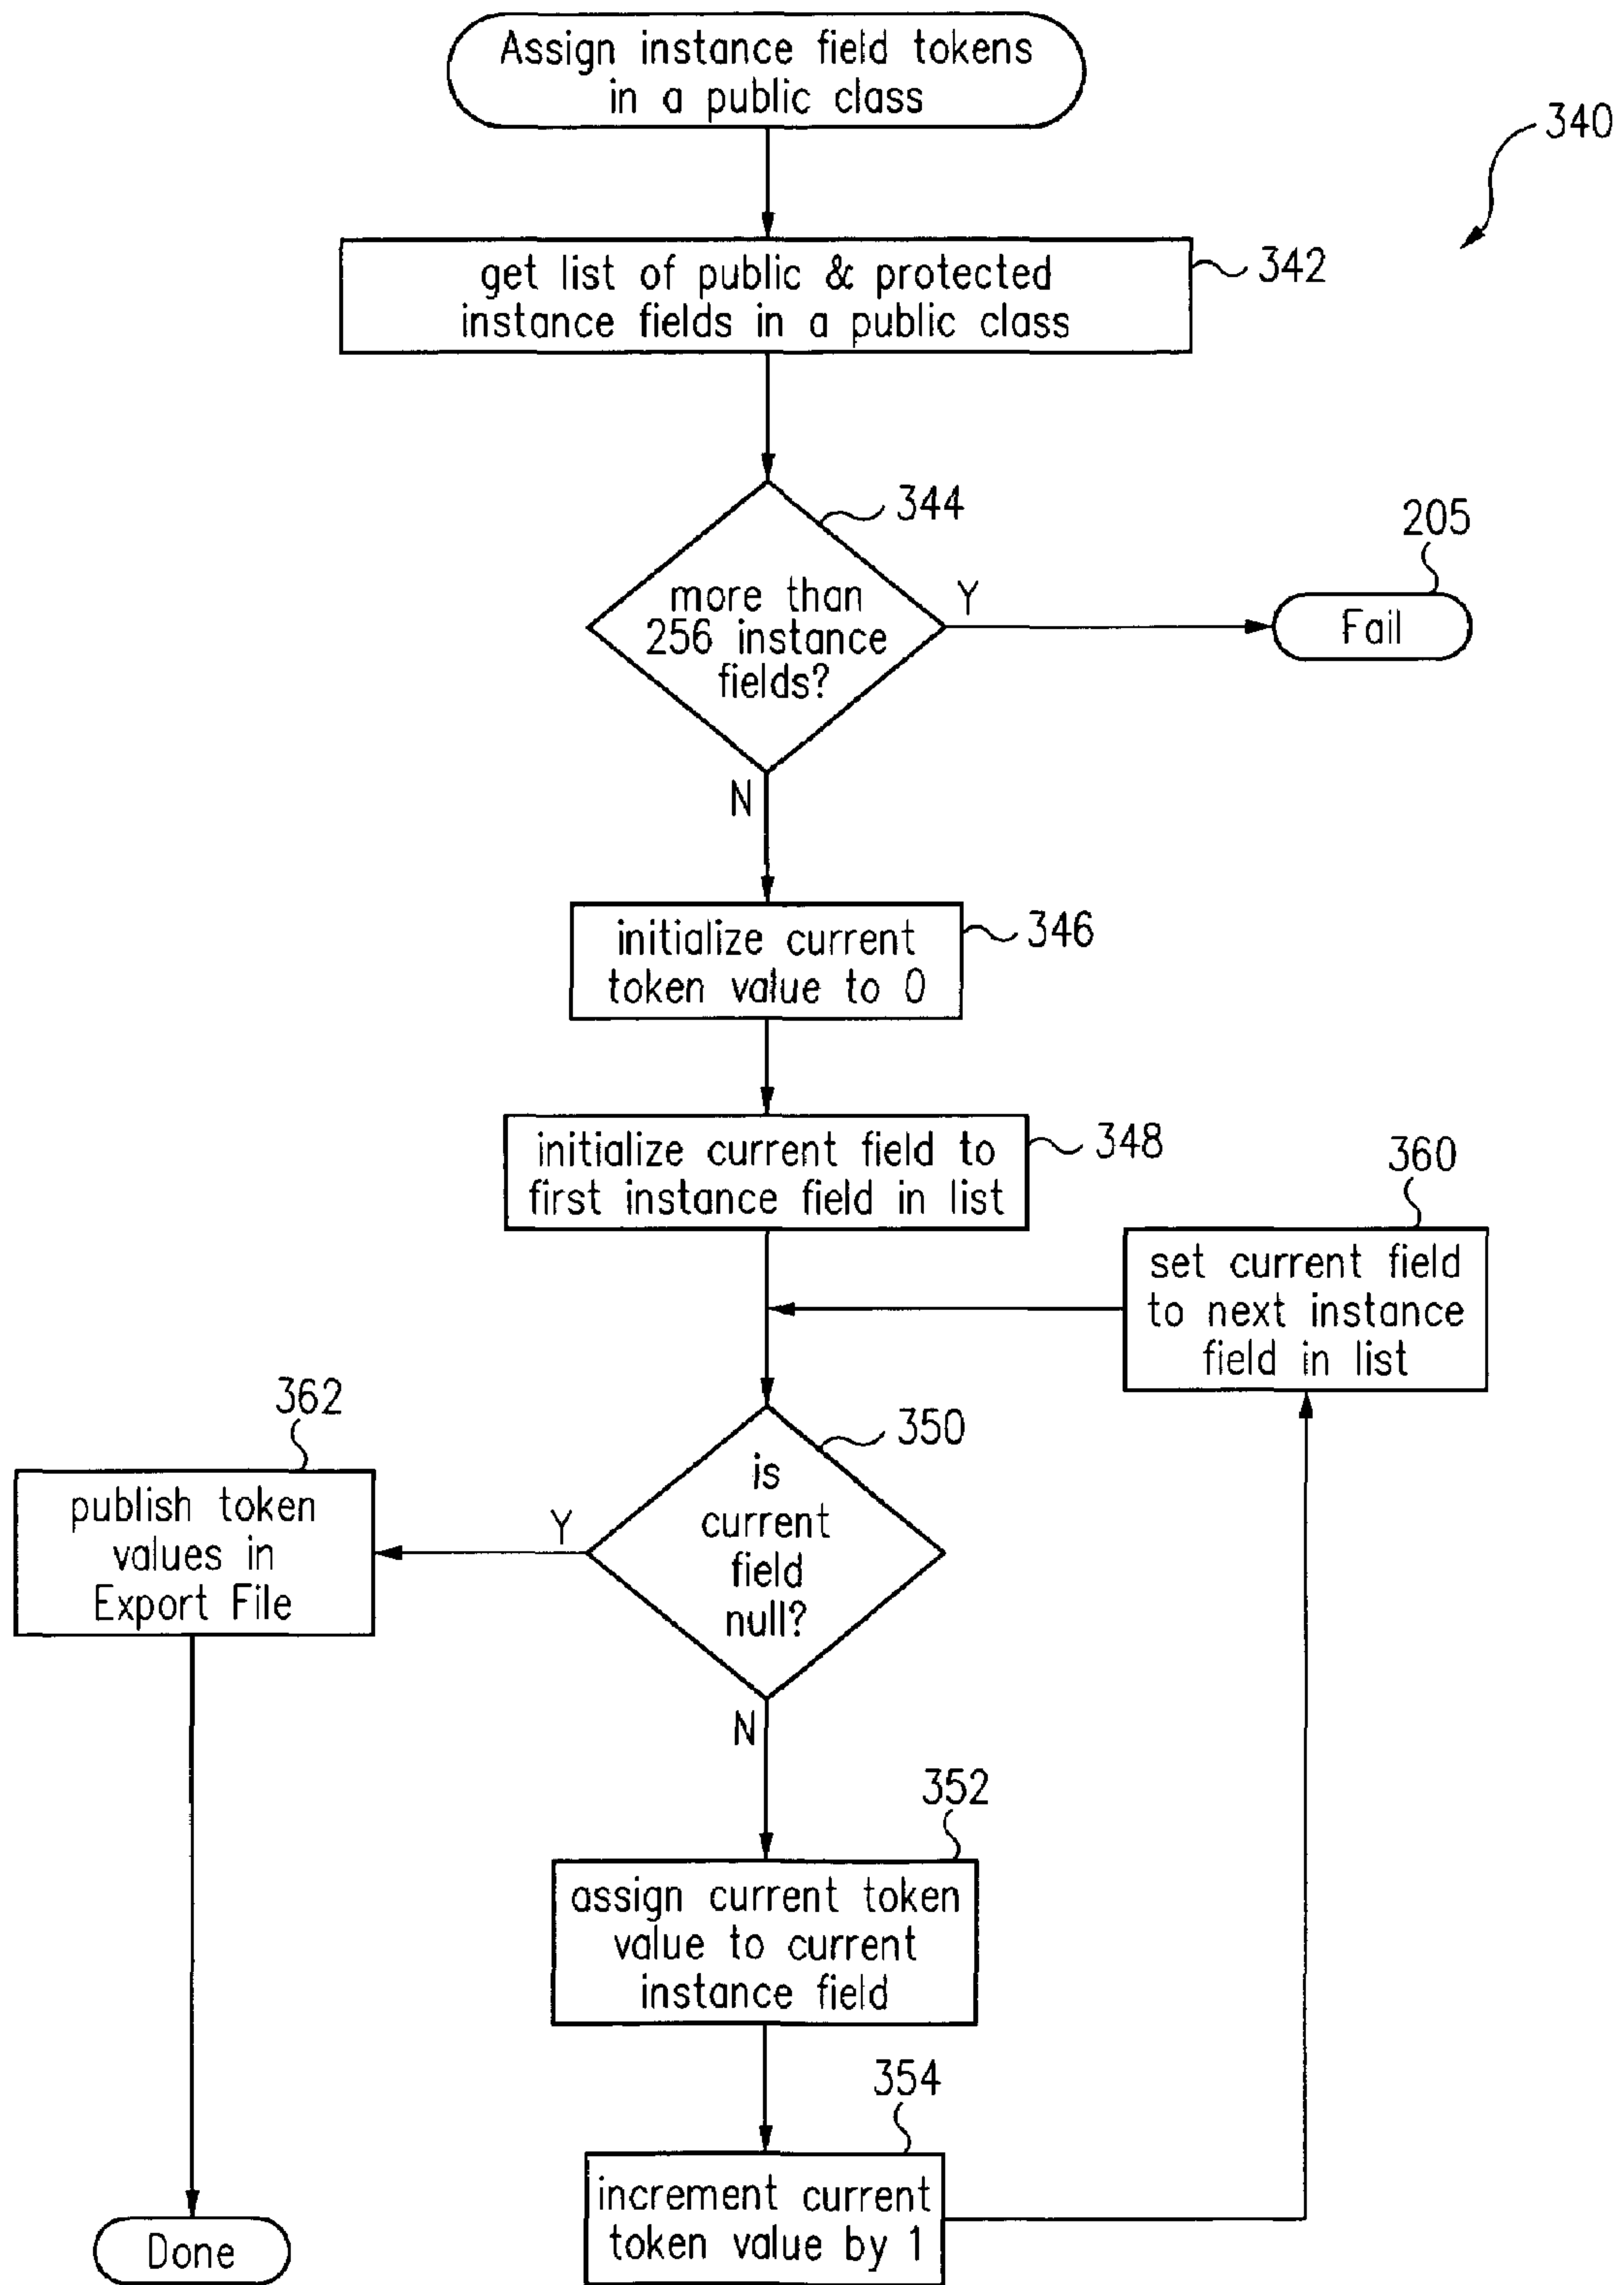 Assign instance field tokens
in a public class
340
get list of public & protected
instance fields in a public class
342
344
more than
256 instance
fields?
Y
205
Fail
N
initialize current
token value to 0
346
initialize current field to
first instance field in list
348
360
set current field
to next instance
field in list
362
publish token
values in
Export File
Y
350
is
current
field
null?
N
352
assign current token
value to current
instance field
354
increment current
token value by 1
Done